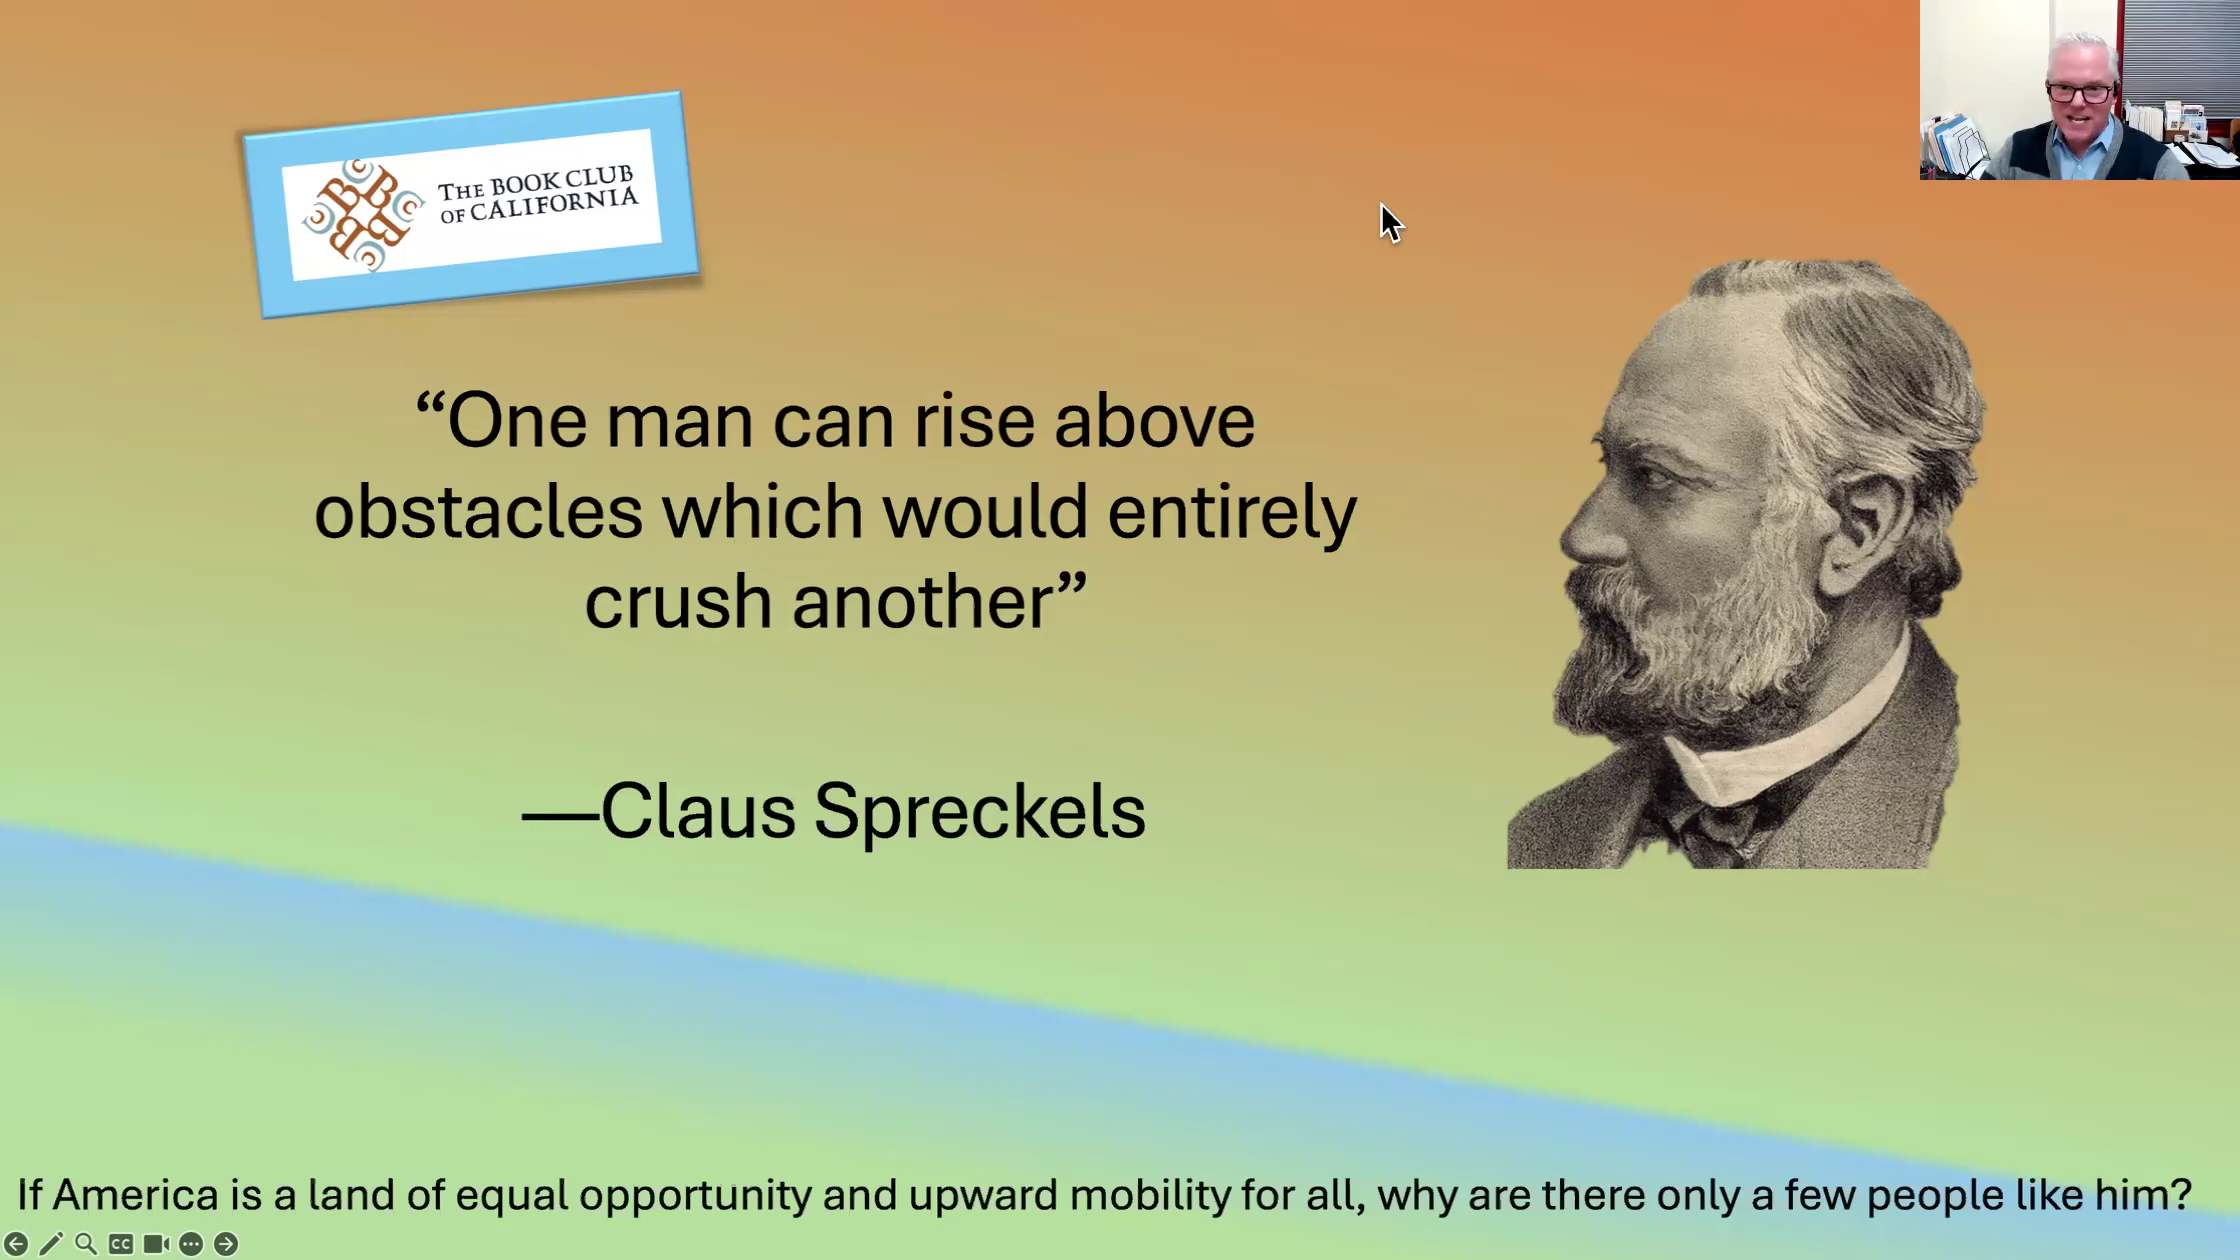 THE BOOK CLUB
OF CALIFORNIA
“One man can rise above
obstacles which would entirely
crush another”
—Claus Spreckels
If America is a land of equal opportunity and upward mobility for all, why are there only a few people like him?
CC